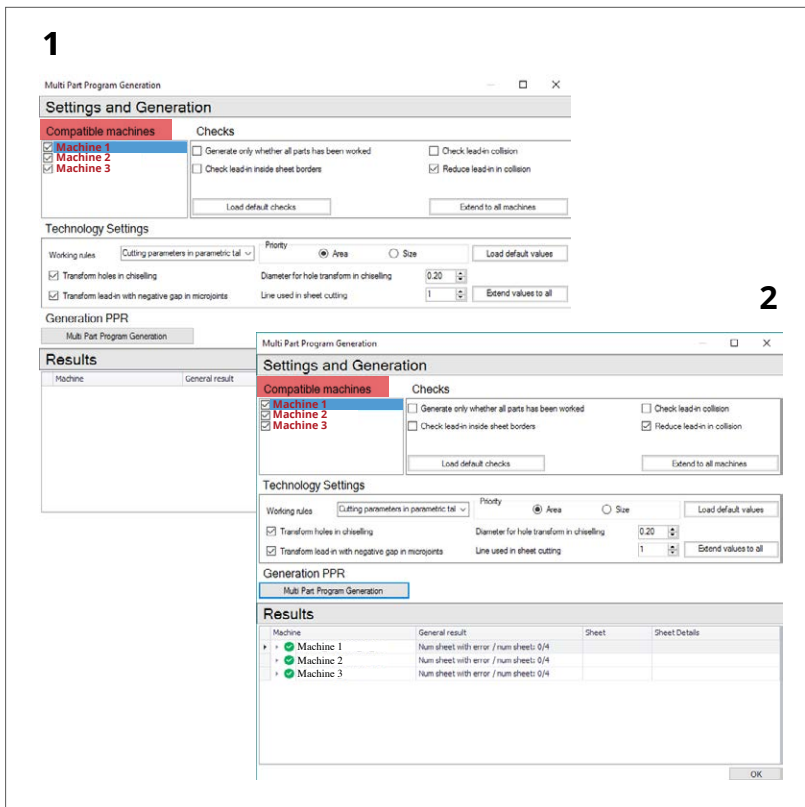 1
Multi Part Program Generation
Settings and Generation
Compatible machines Checks
Machine 1 Generate only whether all parts has been worked Check lead-in collision
Machine 2
Machine 3 Check lead-in inside sheet borders Reduce lead-in in collision
Load default checks Extend to all machines
Technology Settings
Working rules Cutting parameters in parametric tal Priority Area Size Load default values
Transform holes in chiselling Diameter for hole transform in chiselling 0.20
Transform lead-in with negative gap in microjoints Line used in sheet cutting 1 Extend values to all
Generation PPR
Multi Part Program Generation
Results
Machine General result
2
Multi Part Program Generation
Settings and Generation
Compatible machines Checks
Machine 1 Generate only whether all parts has been worked Check lead-in collision
Machine 2
Machine 3 Check lead-in inside sheet borders Reduce lead-in in collision
Load default checks Extend to all machines
Technology Settings
Working rules Cutting parameters in parametric tal Priority Area Size Load default values
Transform holes in chiselling Diameter for hole transform in chiselling 0.20
Transform lead-in with negative gap in microjoints Line used in sheet cutting 1 Extend values to all
Generation PPR
Multi Part Program Generation
Results
Machine General result Sheet Sheet Details
Machine 1 Num sheet with error / num sheet: 0/4
Machine 2 Num sheet with error / num sheet: 0/4
Machine 3 Num sheet with error / num sheet: 0/4
OK